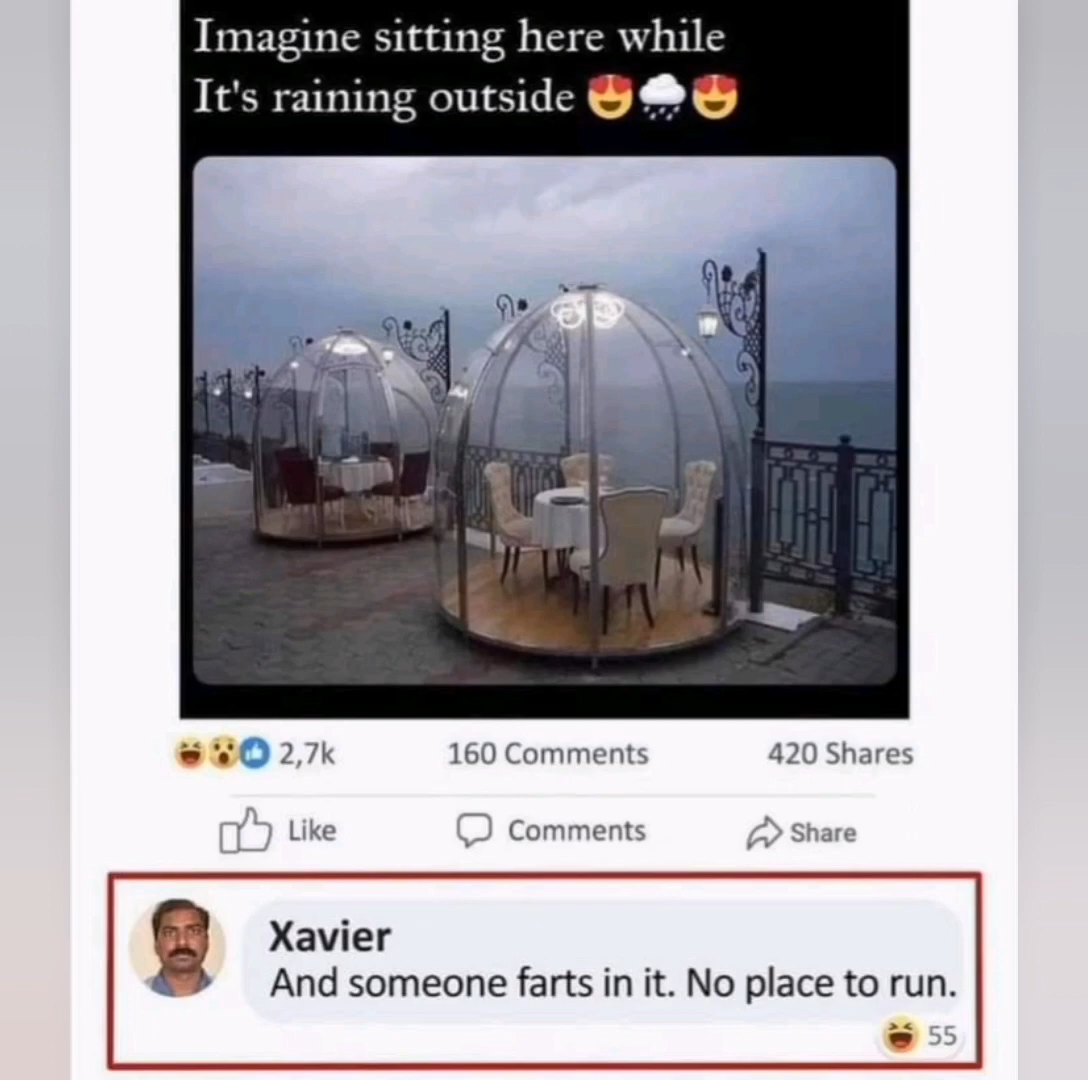 Imagine sitting here while
It's raining outside 😍🌧️😍
2,7k 160 Comments 420 Shares
Like Comments Share
Xavier
And someone farts in it. No place to run.
55